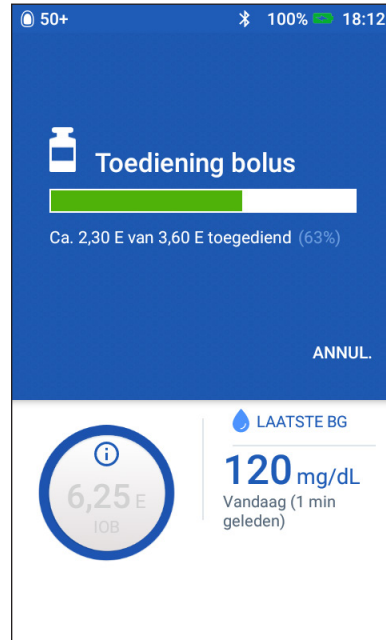 50+ 100% 18:12
Toediening bolus
Ca. 2,30 E van 3,60 E toegediend (63%)
ANNUL.
LAATSTE BG
120 mg/dL
Vandaag (1 min
geleden)
i
6,25 E
IOB